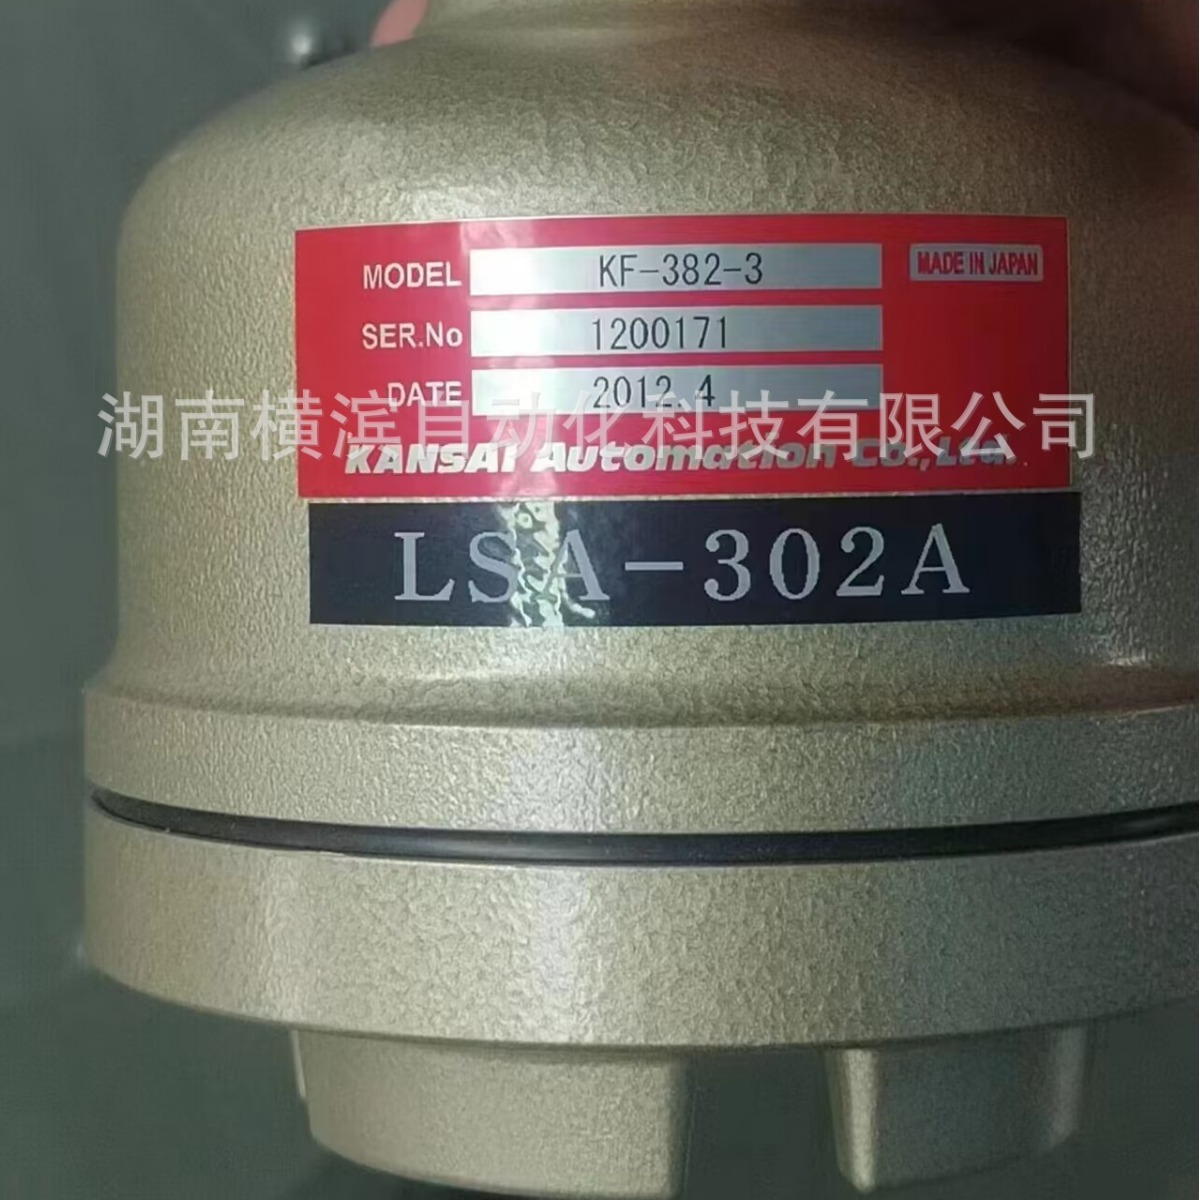 MODEL KF-382-3 MADE IN JAPAN
SER.No 1200171
DATE 2012.4
湖南横滨自动化科技有限公司
KANSAI Automation Co.,Ltd.
LSA-302A